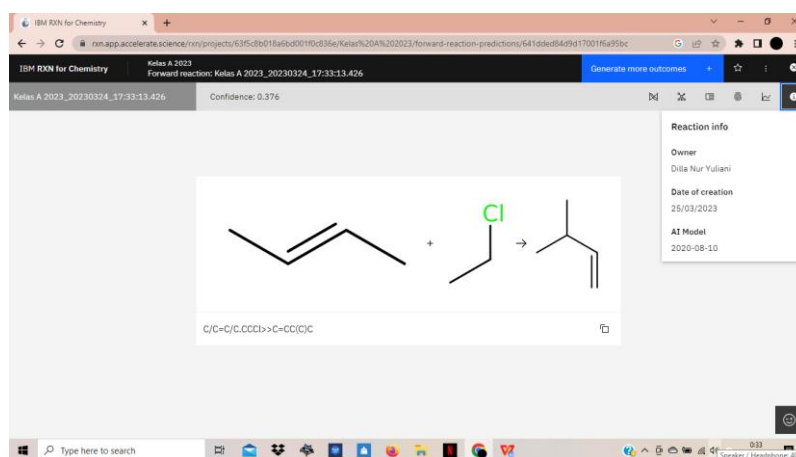 IBM RXN for Chemistry
rxn.app.accelerate.science/rxn/projects/63f5c8b018a6bd001f0c836e/Kelas%20A%202023/forward-reaction-predictions/641dded84d9d17001f6a95bc
IBM RXN for Chemistry
Kelas A 2023
Forward reaction: Kelas A 2023_20230324_17:33:13.426
Generate more outcomes
Kelas A 2023_20230324_17:33:13.426
Confidence: 0.376
Reaction info
Owner
Dilla Nur Yuliani
Date of creation
25/03/2023
AI Model
2020-08-10
Cl
+
C/C=C/C.CCCl>>C=CC(C)C
Type here to search
0:33
Speaker / Headphone: